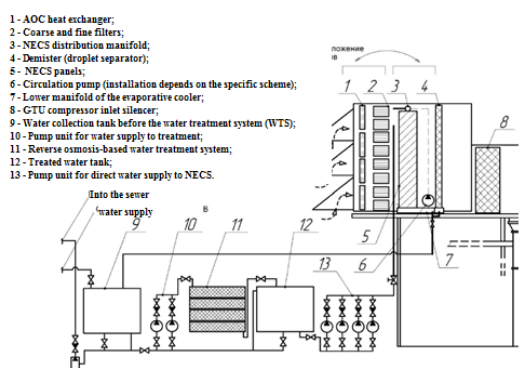 1 - AOC heat exchanger;
2 - Coarse and fine filters;
3 - NECS distribution manifold;
4 - Demister (droplet separator);
5 - NECS panels;
6 - Circulation pump (installation depends on the specific scheme);
7 - Lower manifold of the evaporative cooler;
8 - GTU compressor inlet silencer;
9 - Water collection tank before the water treatment system (WTS);
10 - Pump unit for water supply to treatment;
11 - Reverse osmosis-based water treatment system;
12 - Treated water tank;
13 - Pump unit for direct water supply to NECS.
ложение
1 2 3 4
8
Into the sewer
water supply
в
9 10 11 12 13 5 6 7